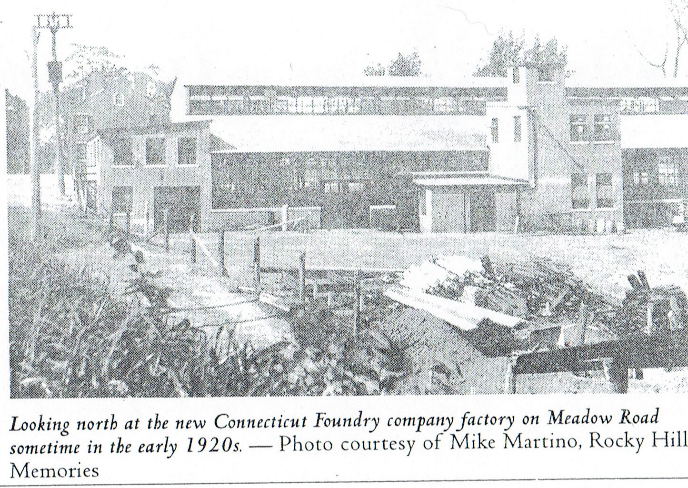 Looking north at the new Connecticut Foundry company factory on Meadow Road
sometime in the early 1920s. — Photo courtesy of Mike Martino, Rocky Hill
Memories